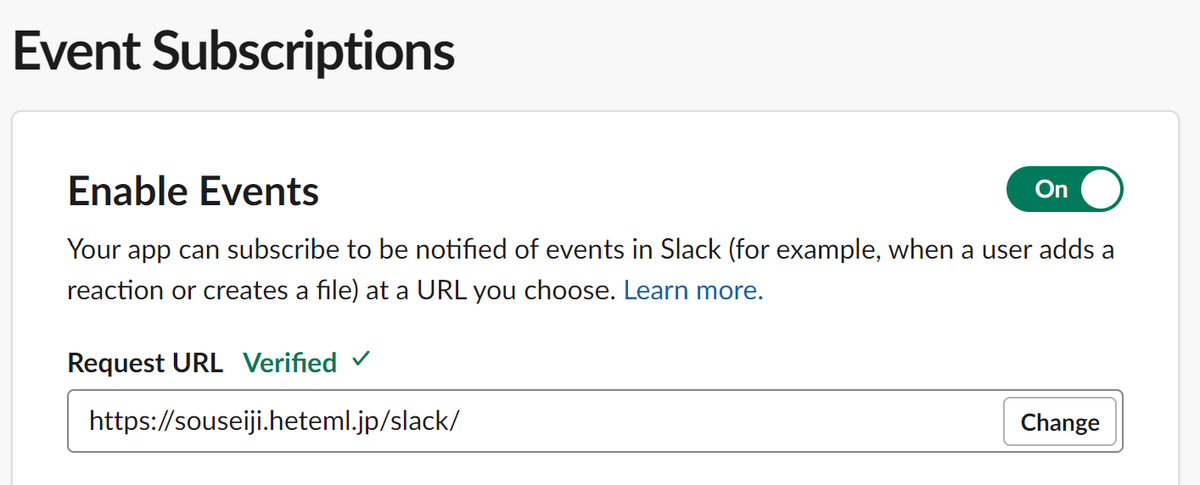 Event Subscriptions
Enable Events
On
Your app can subscribe to be notified of events in Slack (for example, when a user adds a
reaction or creates a file) at a URL you choose. Learn more.
Request URL Verified ✓
https://souseiji.heteml.jp/slack/
Change